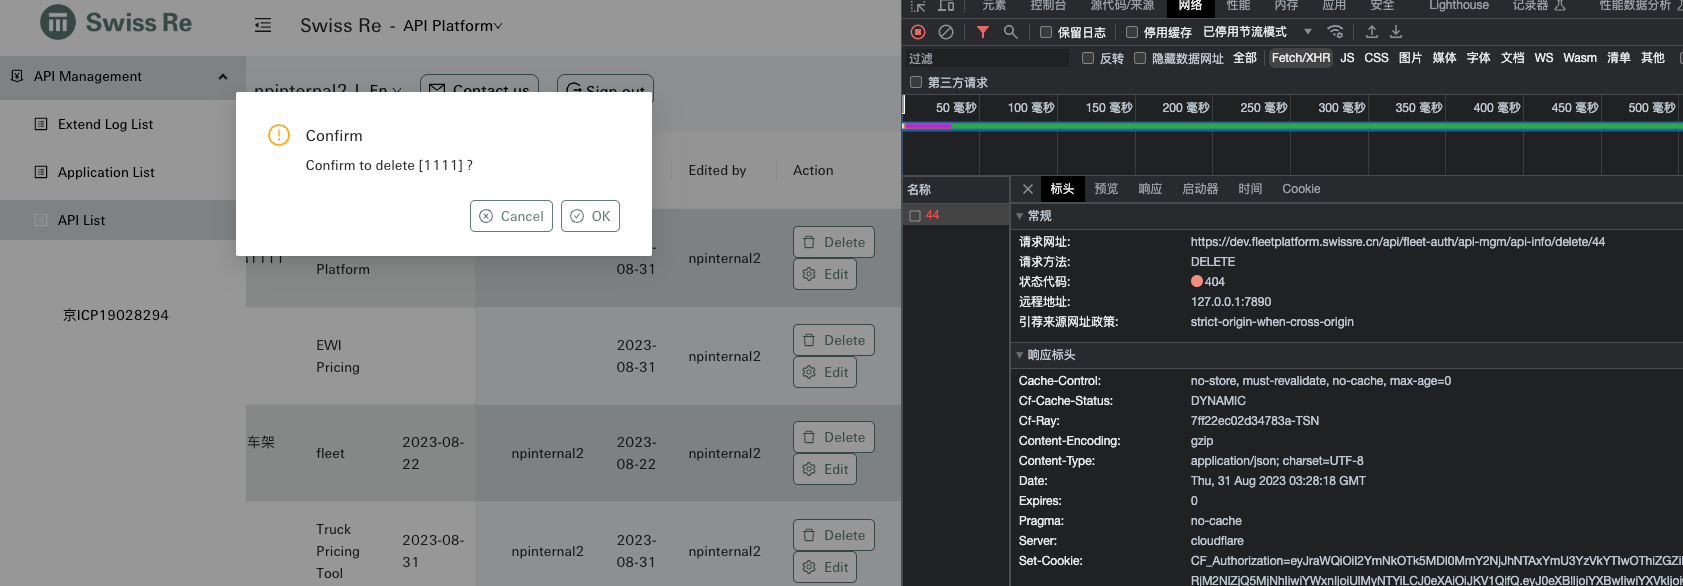 Swiss Re
Swiss Re - API Platform
API Management
Extend Log List
Application List
API List
京ICP19028294
npinternal2 | En
Contact us
Sign out
Confirm
Confirm to delete [1111] ?
Cancel
OK
Edited by
Action
11111
Platform
08-31
npinternal2
Delete
Edit
EWI
Pricing
2023-
08-31
npinternal2
Delete
Edit
车架
fleet
2023-08-
22
npinternal2
2023-
08-22
npinternal2
Delete
Edit
Truck
Pricing
Tool
2023-08-
31
npinternal2
2023-
08-31
npinternal2
Delete
Edit
元素 控制台 源代码/来源 网络 性能 内存 应用 安全 Lighthouse 记录器 性能数据分析
保留日志 停用缓存 已停用节流模式
过滤 反转 隐藏数据网址 全部 Fetch/XHR JS CSS 图片 媒体 字体 文档 WS Wasm 清单 其他
第三方请求
50 毫秒 100 毫秒 150 毫秒 200 毫秒 250 毫秒 300 毫秒 350 毫秒 400 毫秒 450 毫秒 500 毫秒
名称
44
标头 预览 响应 启动器 时间 Cookie
常规
请求网址: https://dev.fleetplatform.swissre.cn/api/fleet-auth/api-mgm/api-info/delete/44
请求方法: DELETE
状态代码: 404
远程地址: 127.0.0.1:7890
引荐来源网址政策: strict-origin-when-cross-origin
响应标头
Cache-Control: no-store, must-revalidate, no-cache, max-age=0
Cf-Cache-Status: DYNAMIC
Cf-Ray: 7ff22ec02d34783a-TSN
Content-Encoding: gzip
Content-Type: application/json; charset=UTF-8
Date: Thu, 31 Aug 2023 03:28:18 GMT
Expires: 0
Pragma: no-cache
Server: cloudflare
Set-Cookie: